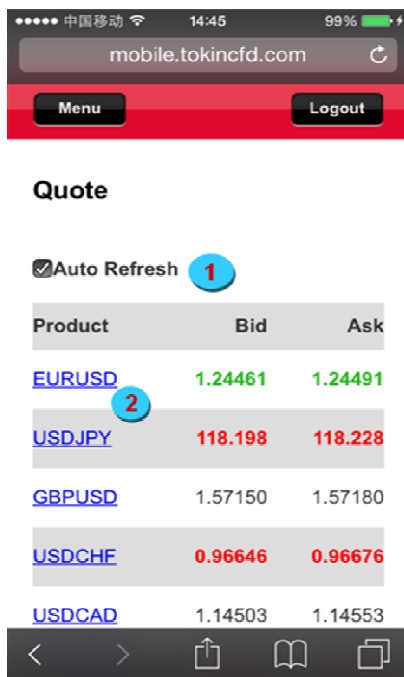 中国移动 14:45 99%
mobile.tokincfd.com
Menu Logout
Quote
Auto Refresh 1
Product Bid Ask
EURUSD 1.24461 1.24491
2
USDJPY 118.198 118.228
GBPUSD 1.57150 1.57180
USDCHF 0.96646 0.96676
USDCAD 1.14503 1.14553